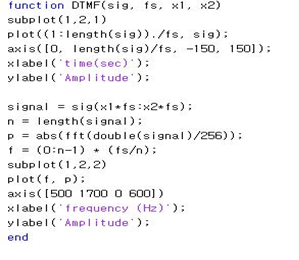 function DTMF(sig, fs, x1, x2)
subplot(1,2,1)
plot((1:length(sig))./fs, sig);
axis([0, length(sig)/fs, -150, 150]);
xlabel('time(sec)');
ylabel('Amplitude');
signal = sig(x1*fs:x2*fs);
n = length(signal);
p = abs(fft(double(signal)/256));
f = (0:n-1) * (fs/n);
subplot(1,2,2)
plot(f, p);
axis([500 1700 0 600])
xlabel('frequency (Hz)');
ylabel('Amplitude');
end